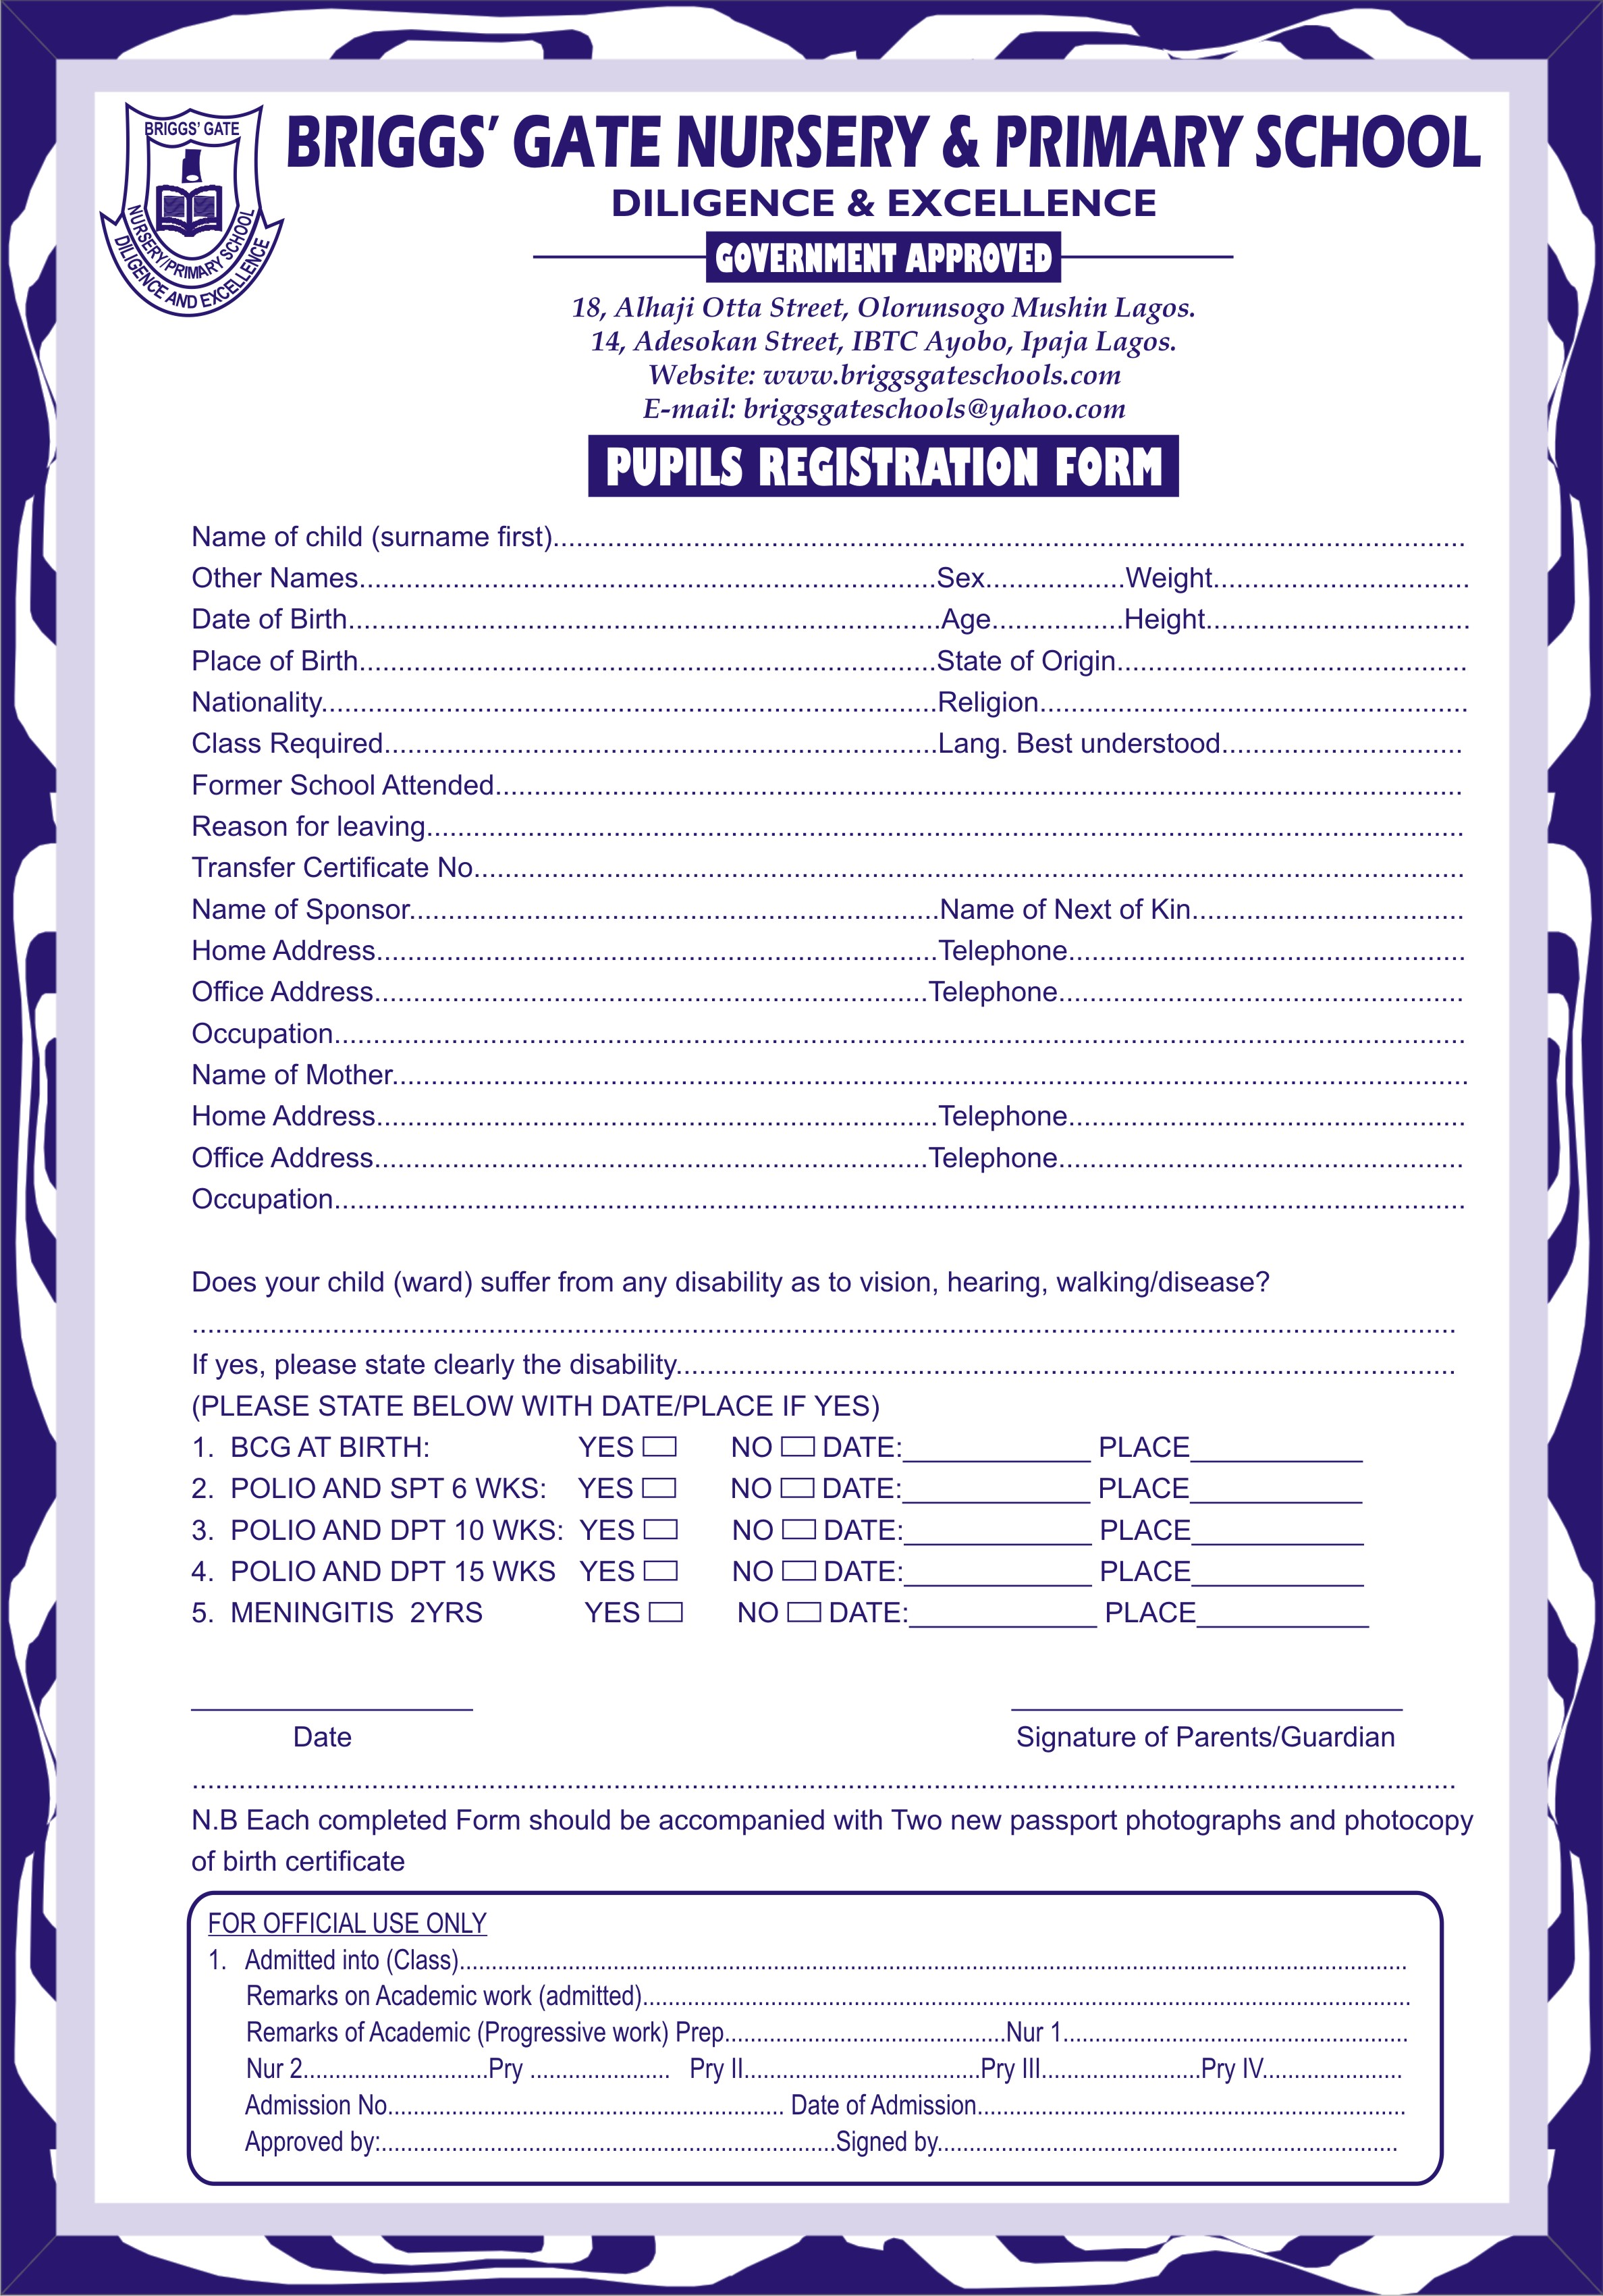 BRIGGS' GATE
NURSERY/PRIMARY SCHOOL
DILIGENCE AND EXCELLENCE
BRIGGS' GATE NURSERY & PRIMARY SCHOOL
DILIGENCE & EXCELLENCE
GOVERNMENT APPROVED
18, Alhaji Otta Street, Olorunsogo Mushin Lagos.
14, Adesokan Street, IBTC Ayobo, Ipaja Lagos.
Website: www.briggsgateschools.com
E-mail: briggsgateschools@yahoo.com
PUPILS REGISTRATION FORM
Name of child (surname first)....................
Other Names....................Sex..........Weight....................
Date of Birth....................Age..........Height....................
Place of Birth....................State of Origin....................
Nationality....................Religion....................
Class Required....................Lang. Best understood....................
Former School Attended....................
Reason for leaving....................
Transfer Certificate No....................
Name of Sponsor....................Name of Next of Kin....................
Home Address....................Telephone....................
Office Address....................Telephone....................
Occupation....................
Name of Mother....................
Home Address....................Telephone....................
Office Address....................Telephone....................
Occupation....................
Does your child (ward) suffer from any disability as to vision, hearing, walking/disease?
....................
If yes, please state clearly the disability....................
(PLEASE STATE BELOW WITH DATE/PLACE IF YES)
1. BCG AT BIRTH: YES NO DATE:____________ PLACE___________
2. POLIO AND SPT 6 WKS: YES NO DATE:____________ PLACE___________
3. POLIO AND DPT 10 WKS: YES NO DATE:____________ PLACE___________
4. POLIO AND DPT 15 WKS YES NO DATE:____________ PLACE___________
5. MENINGITIS 2YRS YES NO DATE:____________ PLACE___________
Date Signature of Parents/Guardian
....................
N.B Each completed Form should be accompanied with Two new passport photographs and photocopy
of birth certificate
FOR OFFICIAL USE ONLY
1. Admitted into (Class)....................
Remarks on Academic work (admitted)....................
Remarks of Academic (Progressive work) Prep....................Nur 1....................
Nur 2....................Pry .................... Pry II....................Pry III....................Pry IV....................
Admission No.................... Date of Admission....................
Approved by:....................Signed by....................